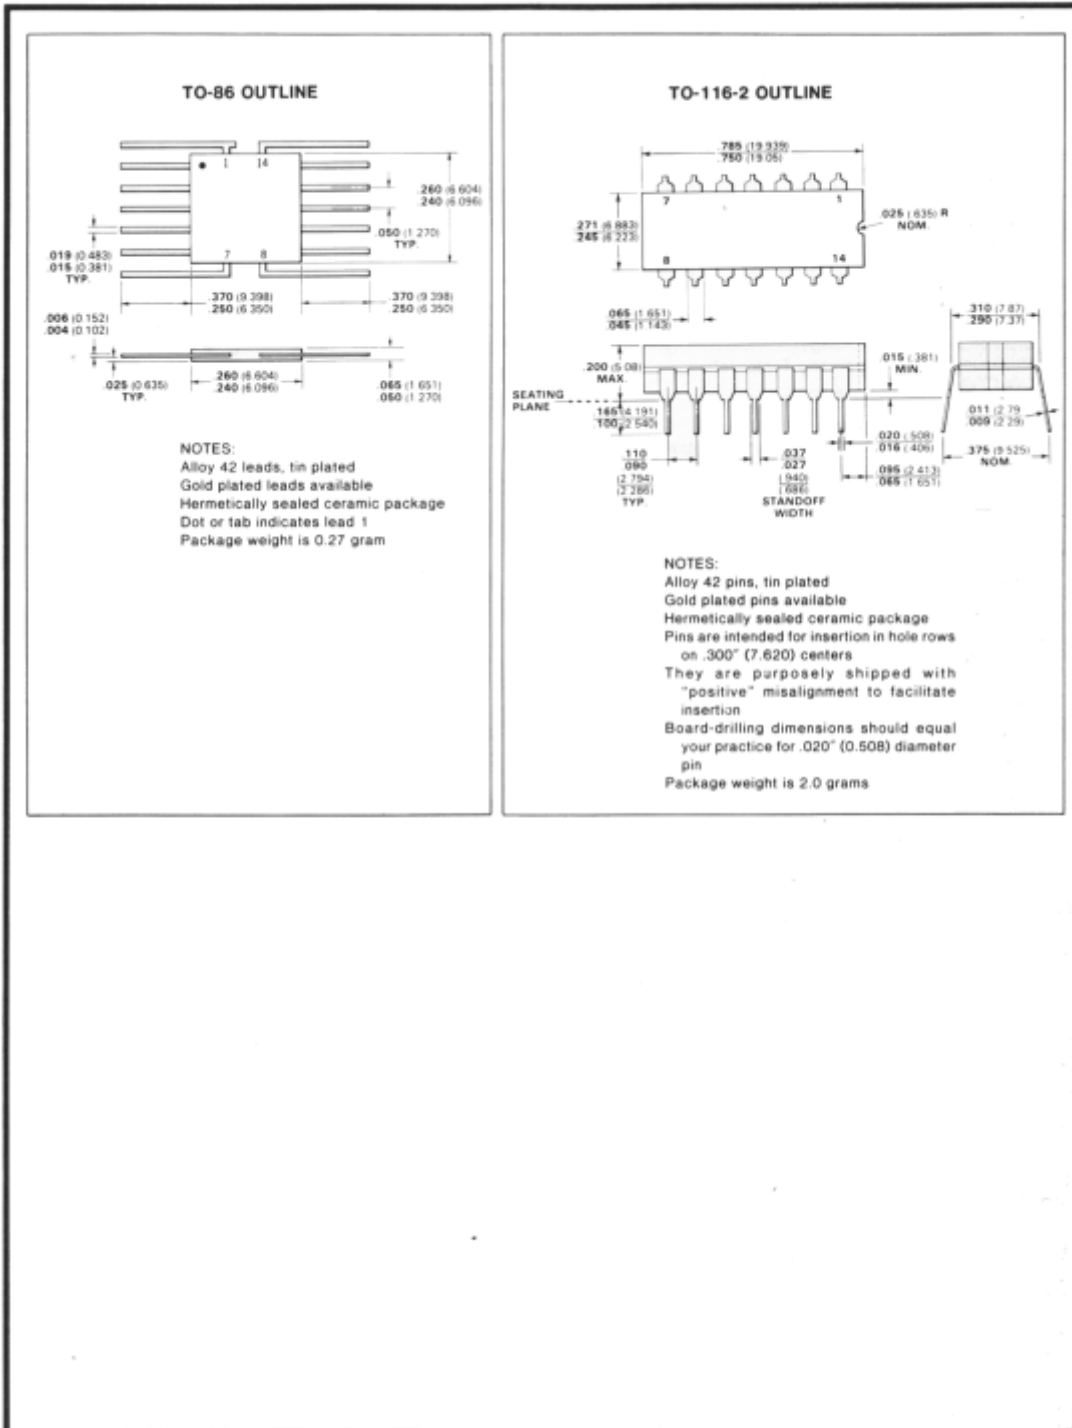 TO-86 OUTLINE
1 14
7 8
.260 (6.604)
.240 (6.096)
.050 (1.270)
TYP.
.019 (0.483)
.015 (0.381)
TYP.
.370 (9.398)
.250 (6.350)
.370 (9.398)
.250 (6.350)
.006 (0.152)
.004 (0.102)
.025 (0.635)
TYP.
.260 (6.604)
.240 (6.096)
.065 (1.651)
.050 (1.270)
NOTES:
Alloy 42 leads, tin plated
Gold plated leads available
Hermetically sealed ceramic package
Dot or tab indicates lead 1
Package weight is 0.27 gram
TO-116-2 OUTLINE
.785 (19.939)
.750 (19.05)
7 1
8 14
.271 (6.883)
.245 (6.223)
.025 (.635) R
NOM.
.065 (1.651)
.045 (1.143)
.310 (7.87)
.290 (7.37)
.200 (5.08)
MAX.
.015 (.381)
MIN.
SEATING
PLANE
.165 (4.191)
.100 (2.540)
.011 (2.79
.009 (2.29)
.020 (.508)
.016 (.406)
.375 (9.525)
NOM.
.110
.090
(2.794)
(2.286)
TYP.
.037
.027
(.940)
(.686)
STANDOFF
WIDTH
.095 (2.413)
.065 (1.651)
NOTES:
Alloy 42 pins, tin plated
Gold plated pins available
Hermetically sealed ceramic package
Pins are intended for insertion in hole rows
on .300" (7.620) centers
They are purposely shipped with
"positive" misalignment to facilitate
insertion
Board-drilling dimensions should equal
your practice for .020" (0.508) diameter
pin
Package weight is 2.0 grams